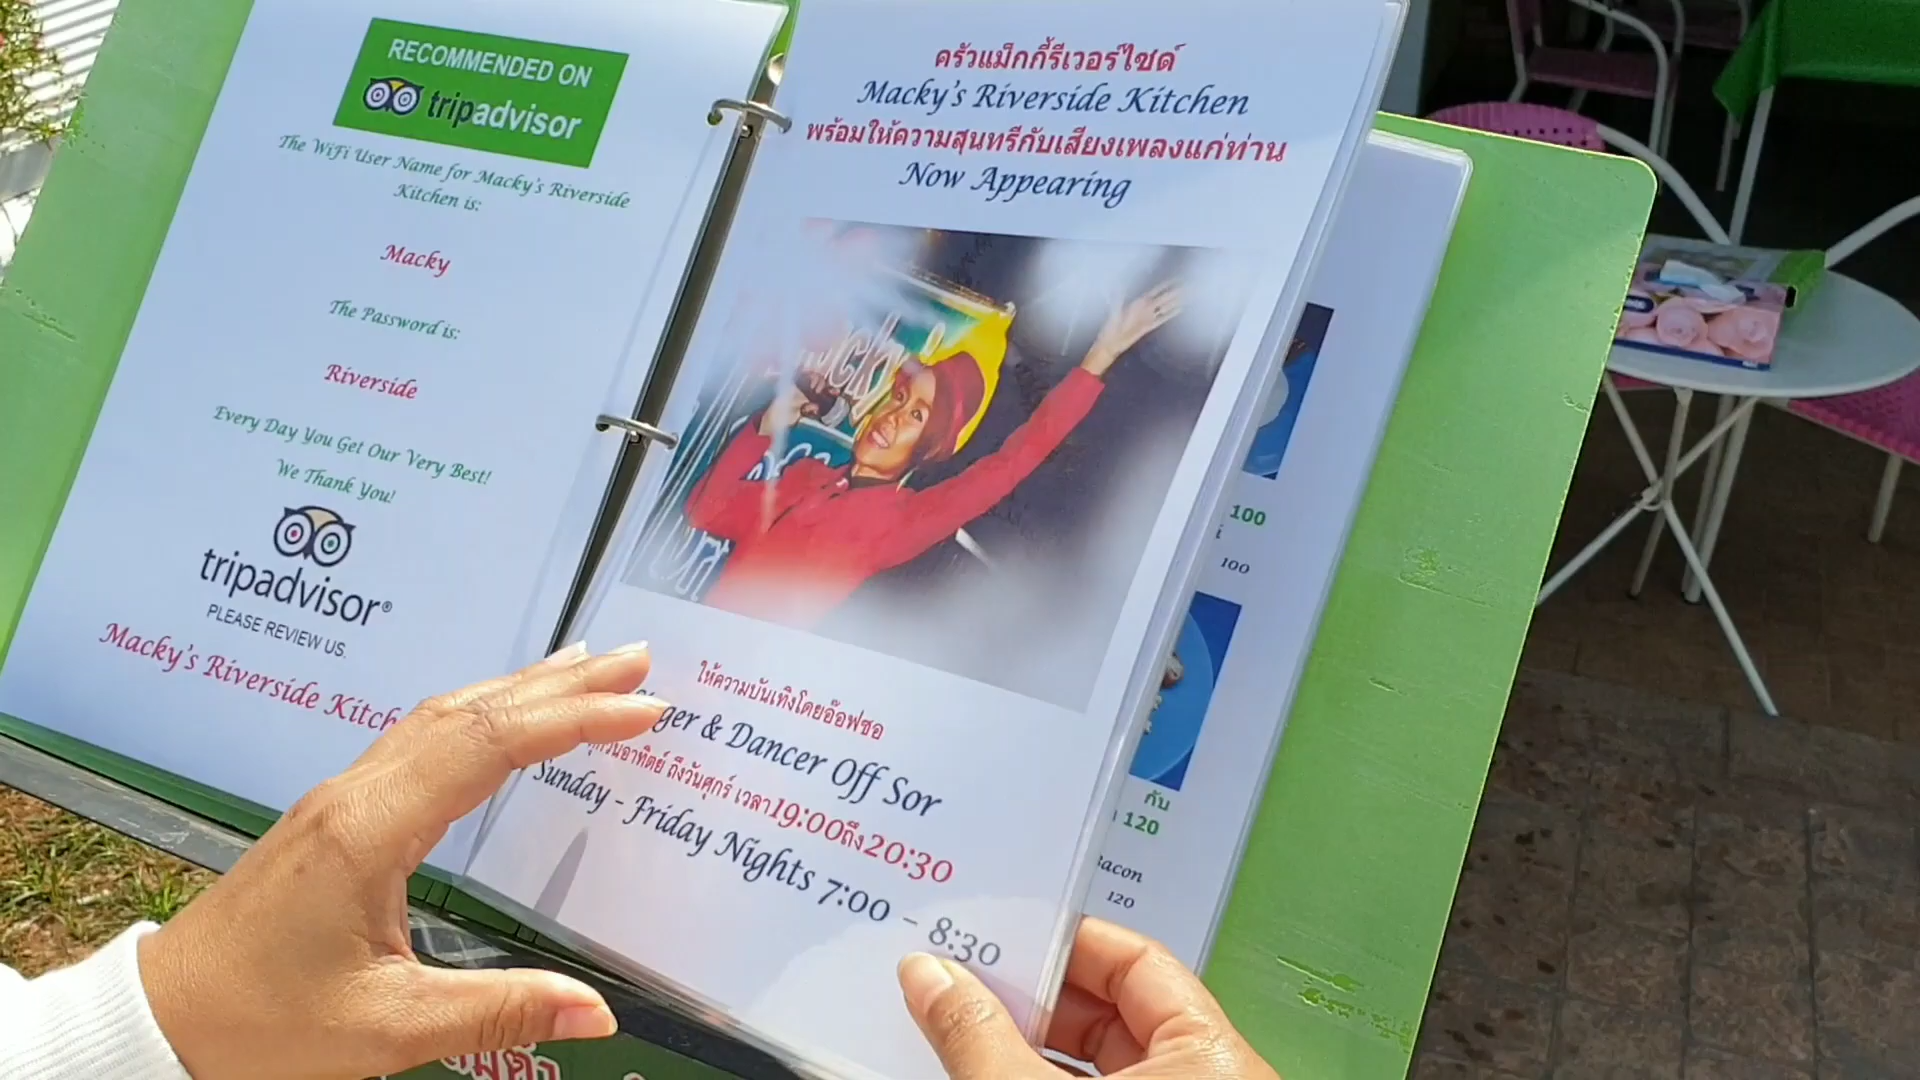 RECOMMENDED ON
tripadvisor
The WiFi User Name for Macky's Riverside
Kitchen is:
Macky
The Password is:
Riverside
Every Day You Get Our Very Best!
We Thank You!
tripadvisor®
PLEASE REVIEW US.
Macky's Riverside
ครัวแม็กกี้รีเวอร์ไซด์
Macky's Riverside Kitchen
พร้อมให้ความสุนทรีกับเสียงเพลงแก่ท่าน
Now Appearing
ให้ความบันเทิงโดยอ๊อฟซอ
& Dancer Off Sor
ทุกวันอาทิตย์ ถึงวันศุกร์ เวลา19:00ถึง20:30
Sunday - Friday Nights 7:00 - 8:30
100
100
กับ
120
Bacon
120